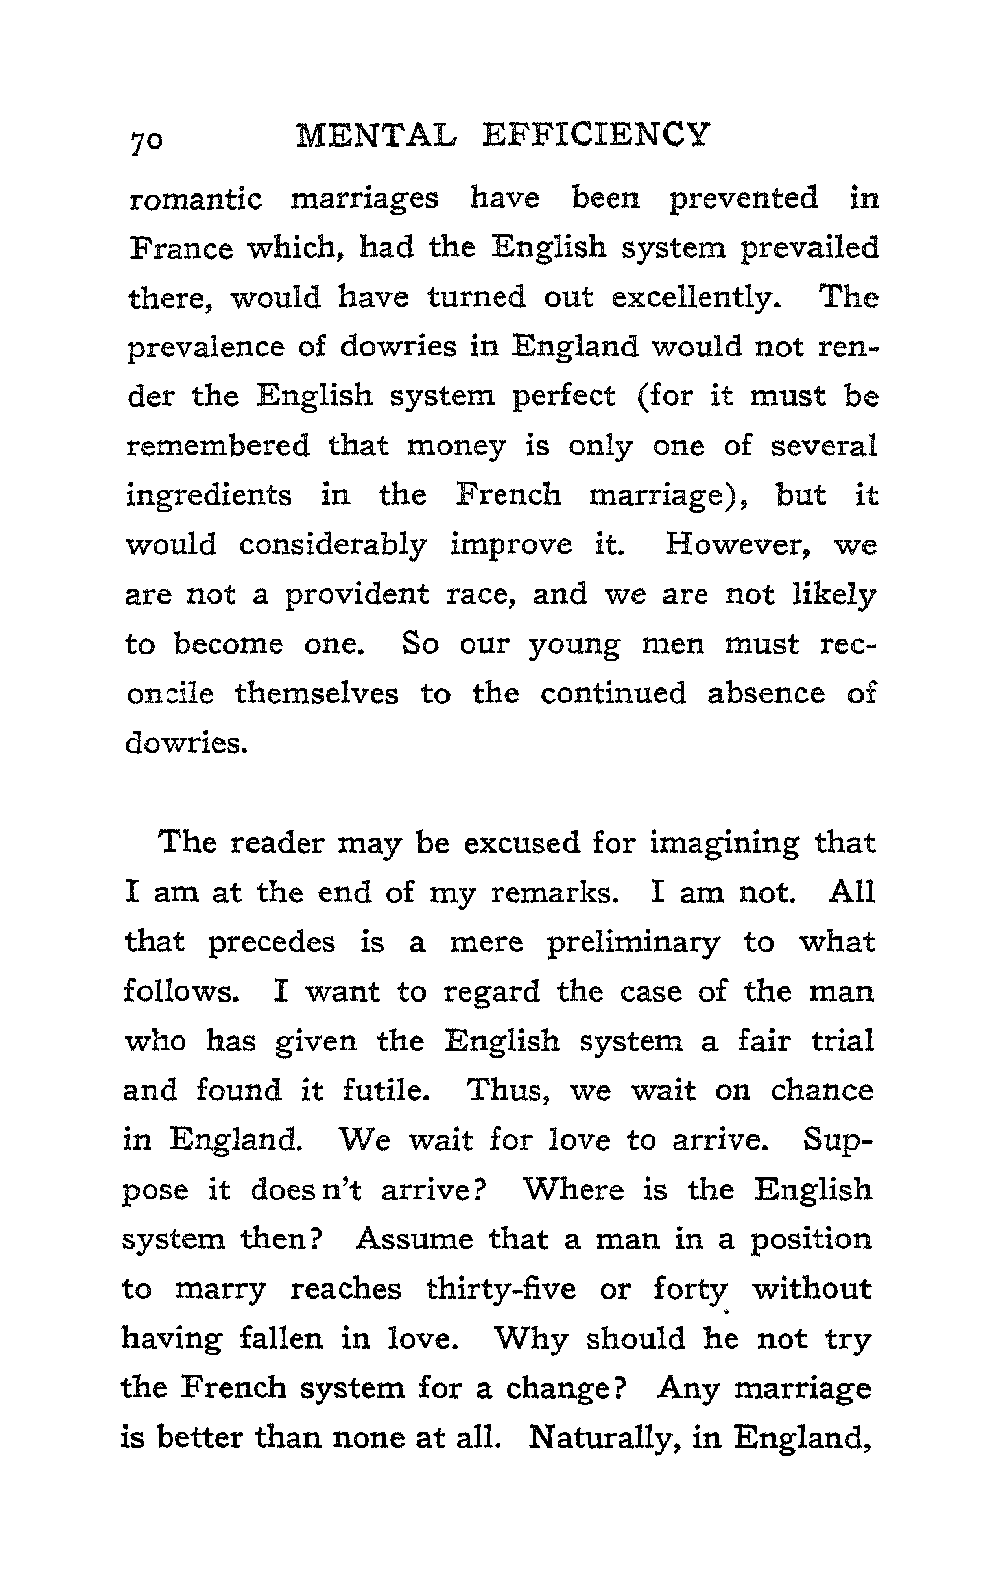 70 MENTAL EFFICIENCY
romantic marriages have been prevented in
France which, had the English system prevailed
there, would have turned out excellently. The
prevalence of dowries in England would not ren-
der the English system perfect (for it must be
remembered that money is only one of several
ingredients in the French marriage), but it
would considerably improve it. However, we
are not a provident race, and we are not likely
to become one. So our young men must rec-
oncile themselves to the continued absence of
dowries.
The reader may be excused for imagining that
I am at the end of my remarks. I am not. All
that precedes is a mere preliminary to what
follows. I want to regard the case of the man
who has given the English system a fair trial
and found it futile. Thus, we wait on chance
in England. We wait for love to arrive. Sup-
pose it doesn't arrive? Where is the English
system then? Assume that a man in a position
to marry reaches thirty-five or forty without
having fallen in love. Why should he not try
the French system for a change? Any marriage
is better than none at all. Naturally, in England,